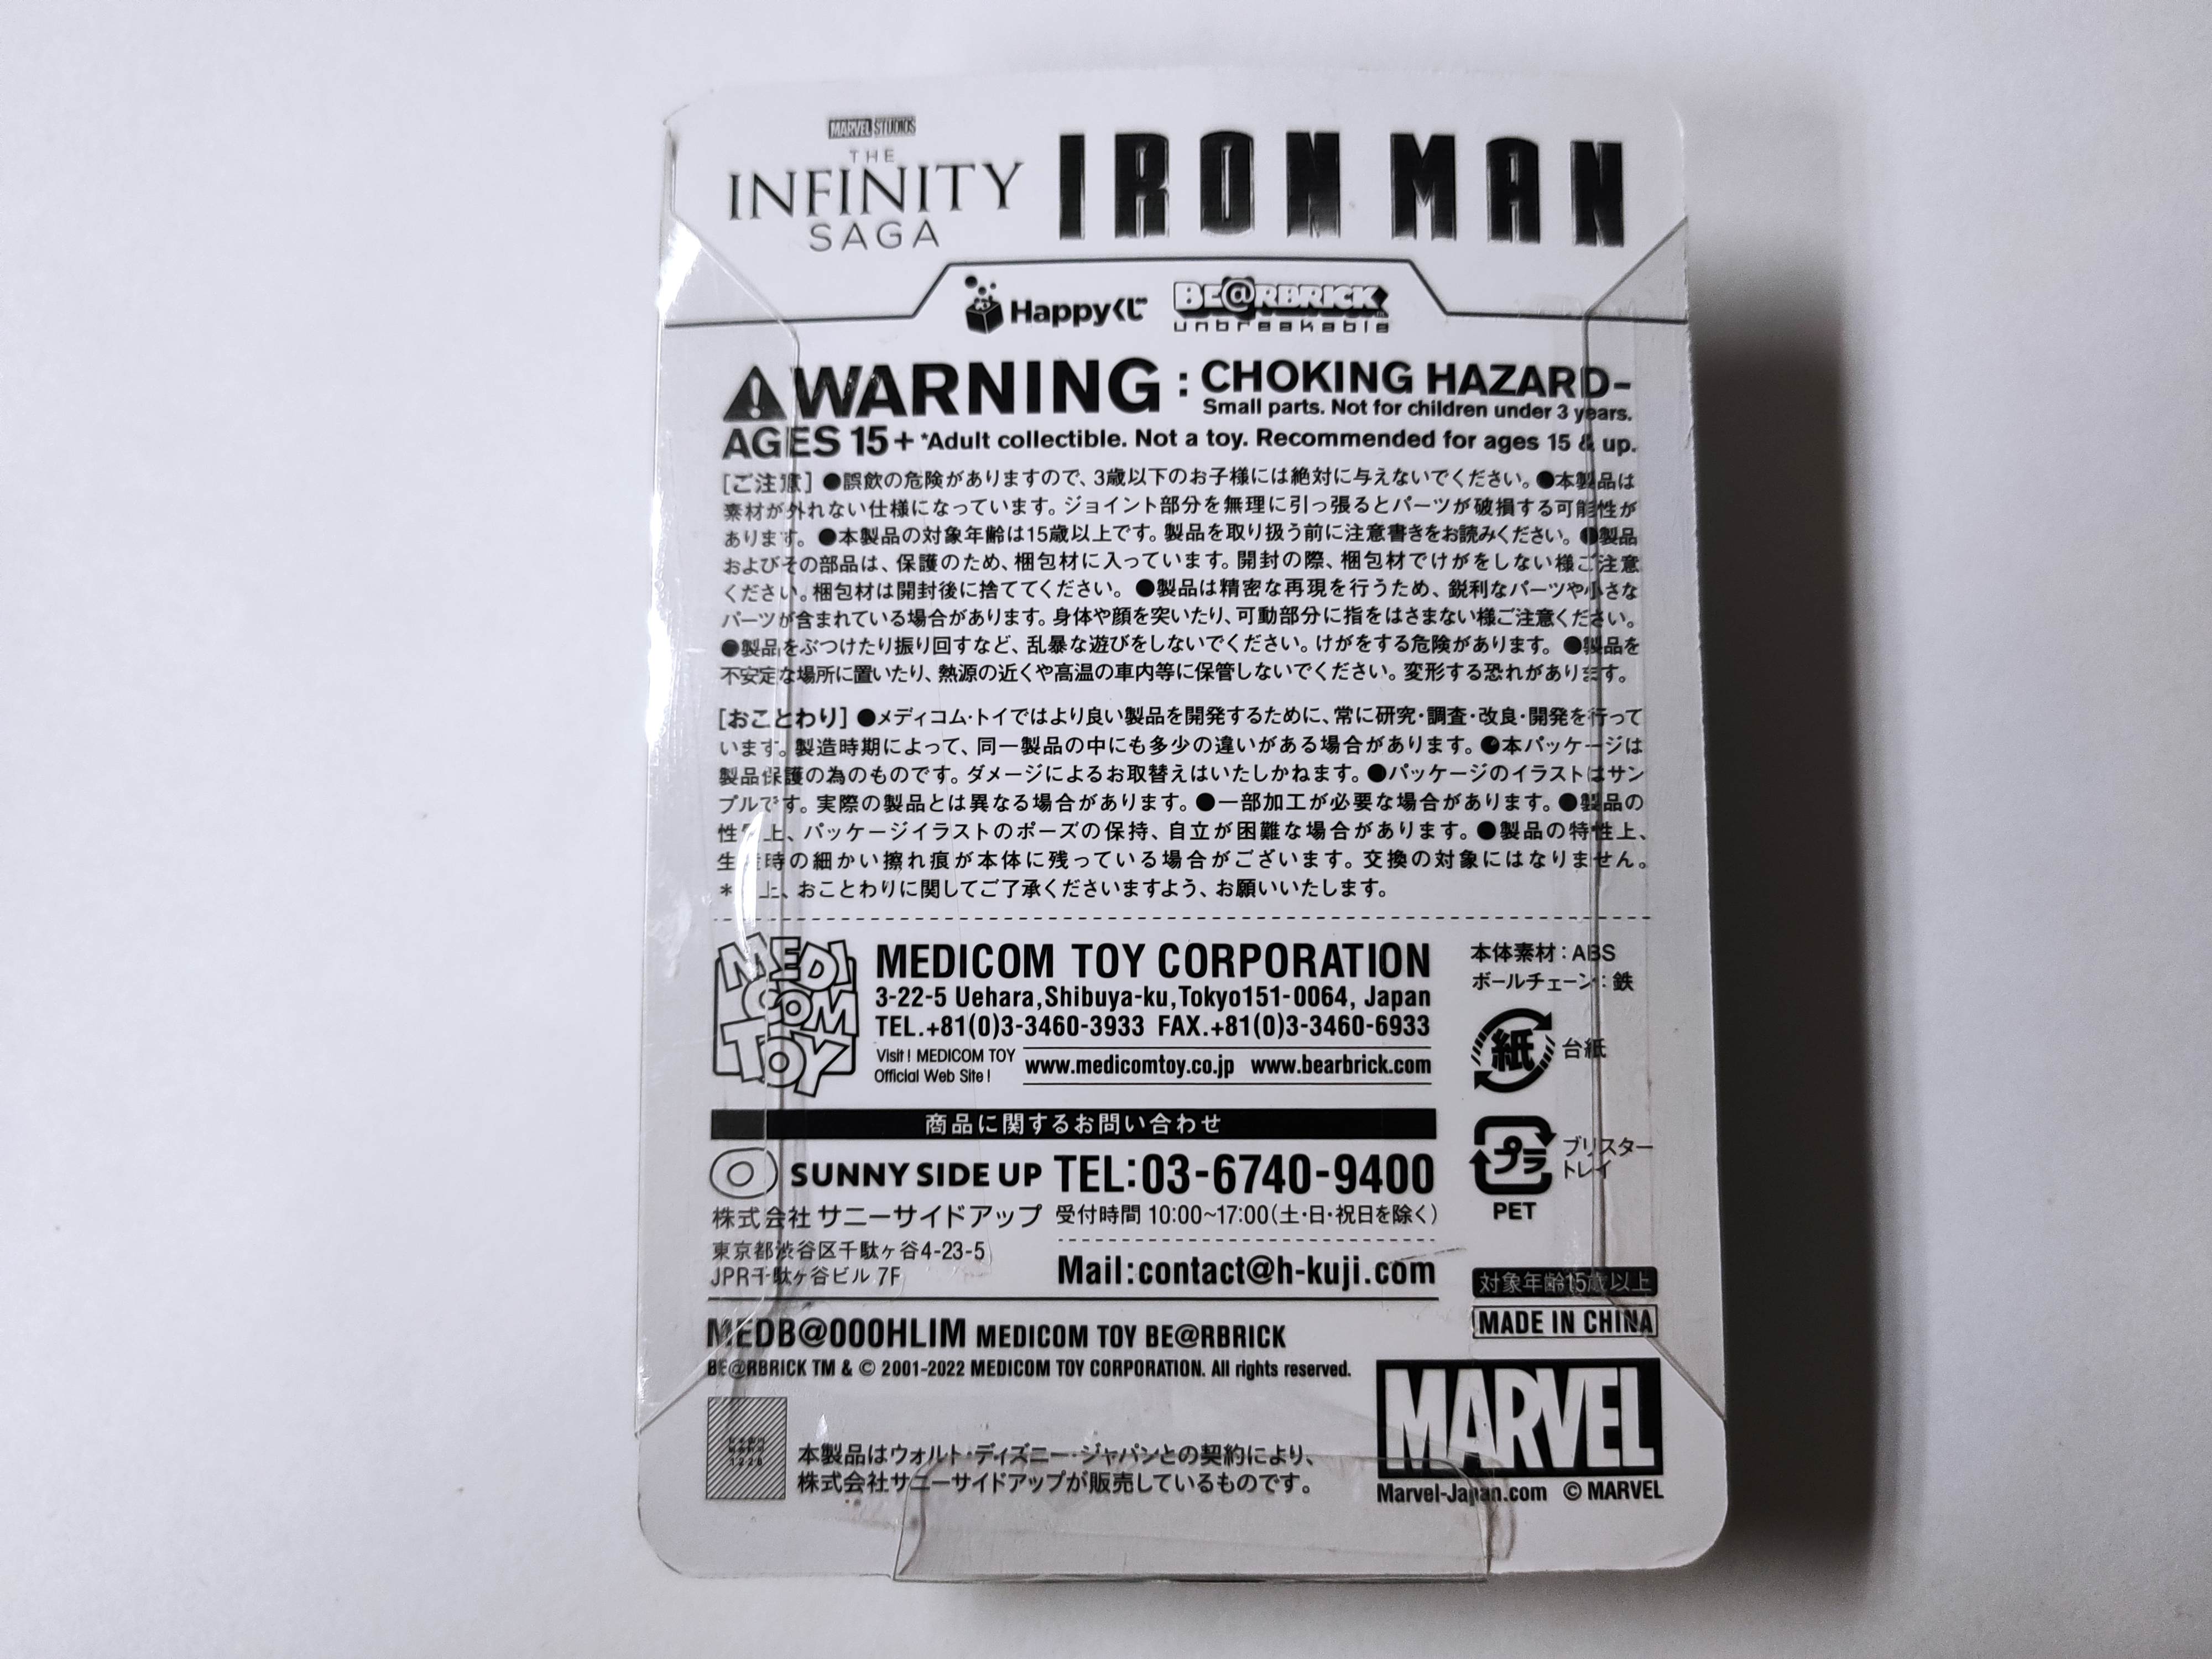 MARVEL STUDIOS
THE
INFINITY
SAGA
IRON MAN
Happyくじ
BE@RBRICK
unbreakable
WARNING : CHOKING HAZARD–
Small parts. Not for children under 3 years.
AGES 15+ *Adult collectible. Not a toy. Recommended for ages 15 & up.
[ご注意] ●誤飲の危険がありますので、3歳以下のお子様には絶対に与えないでください。●本製品は
素材が外れない仕様になっています。ジョイント部分を無理に引っ張るとパーツが破損する可能性が
あります。●本製品の対象年齢は15歳以上です。製品を取り扱う前に注意書きをお読みください。●製品
およびその部品は、保護のため、梱包材に入っています。開封の際、梱包材でけがをしない様ご注意
ください。梱包材は開封後に捨ててください。●製品は精密な再現を行うため、鋭利なパーツや小さな
パーツが含まれている場合があります。身体や顔を突いたり、可動部分に指をはさまない様ご注意ください。
●製品をぶつけたり振り回すなど、乱暴な遊びをしないでください。けがをする危険があります。●製品を
不安定な場所に置いたり、熱源の近くや高温の車内等に保管しないでください。変形する恐れがあります。
[おことわり] ●メディコム・トイではより良い製品を開発するために、常に研究・調査・改良・開発を行って
います。製造時期によって、同一製品の中にも多少の違いがある場合があります。●本パッケージは
製品保護の為のものです。ダメージによるお取替えはいたしかねます。●パッケージのイラストはサン
プルです。実際の製品とは異なる場合があります。●一部加工が必要な場合があります。●製品の
性質上、パッケージイラストのポーズの保持、自立が困難な場合があります。●製品の特性上、
生産時の細かい擦れ痕が本体に残っている場合がございます。交換の対象にはなりません。
*以上、おことわりに関してご了承くださいますよう、お願いいたします。
MEDICOM TOY
MEDICOM TOY CORPORATION
3-22-5 Uehara,Shibuya-ku,Tokyo151-0064, Japan
TEL.+81(0)3-3460-3933 FAX.+81(0)3-3460-6933
Visit! MEDICOM TOY
Official Web Site!
www.medicomtoy.co.jp www.bearbrick.com
本体素材：ABS
ボールチェーン：鉄
紙 台紙
プラ ブリスター
トレイ
PET
商品に関するお問い合わせ
SUNNY SIDE UP TEL:03-6740-9400
株式会社 サニーサイドアップ 受付時間 10:00~17:00(土・日・祝日を除く)
東京都渋谷区千駄ヶ谷4-23-5
JPR千駄ヶ谷ビル 7F
Mail:contact@h-kuji.com
対象年齢15歳以上
MADE IN CHINA
MEDB@000HLIM MEDICOM TOY BE@RBRICK
BE@RBRICK TM & © 2001-2022 MEDICOM TOY CORPORATION. All rights reserved.
本製品はウォルト・ディズニー・ジャパンとの契約により、
株式会社サニーサイドアップが販売しているものです。
MARVEL
Marvel-Japan.com © MARVEL